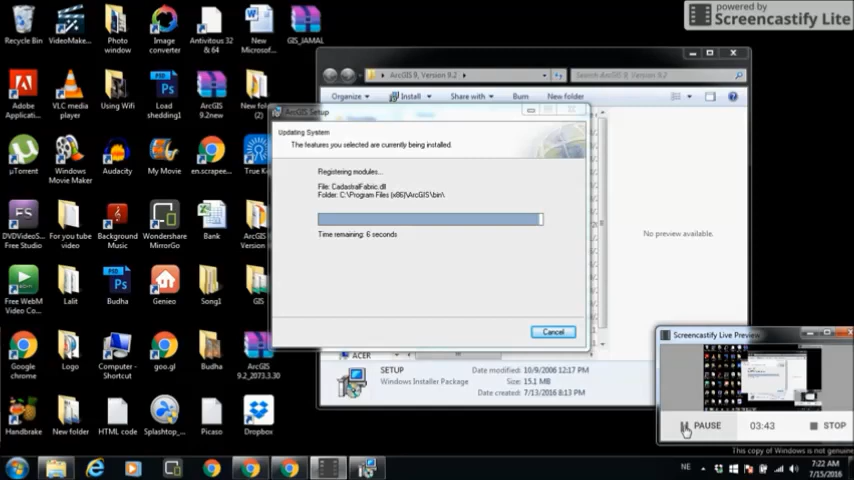 powered by
Screencastify Lite
Recycle Bin
VideoMake...
Photo
window
Image
converter
Antivitous 32
& 64
New
Microsof...
GIS_JAMAL
ArcGIS 9, Version 9.2
Search ArcGIS 9, Version 9.2
Organize
Install
Share with
Burn
New folder
ArcGIS Setup
Updating System
The features you selected are currently being installed.
Registering modules...
File: CadastralFabric.dll
Folder: C:\Program Files (x86)\ArcGIS\bin\
Time remaining: 6 seconds
Cancel
No preview available.
Adobe
Applicati...
VLC media
player
Using Wifi
Load
shedding1
ArcGIS
9.2new
New folder
(2)
µTorrent
Windows
Movie Maker
Audacity
My Movie
en.scrapee...
True Key
DVDVideoS...
Free Studio
For you tube
video
Background
Music
Wondershare
MirrorGo
Bank
ArcGIS
Version
Free WebM
Video Co...
Lalit
Budha
Genieo
Song1
GIS
Google
chrome
Logo
Computer -
Shortcut
goo.gl
Budha
ArcGIS
9.2_2073.3.30
Handbrake
New folder
HTML code
Splashtop_...
Picaso
Dropbox
ACER
SETUP
Windows Installer Package
Date modified: 10/9/2006 12:17 PM
Size: 15.1 MB
Date created: 7/13/2016 8:13 PM
Screencastify Live Preview
PAUSE
03:43
STOP
This copy of Windows is not genuine
NE
7:22 AM
7/15/2016